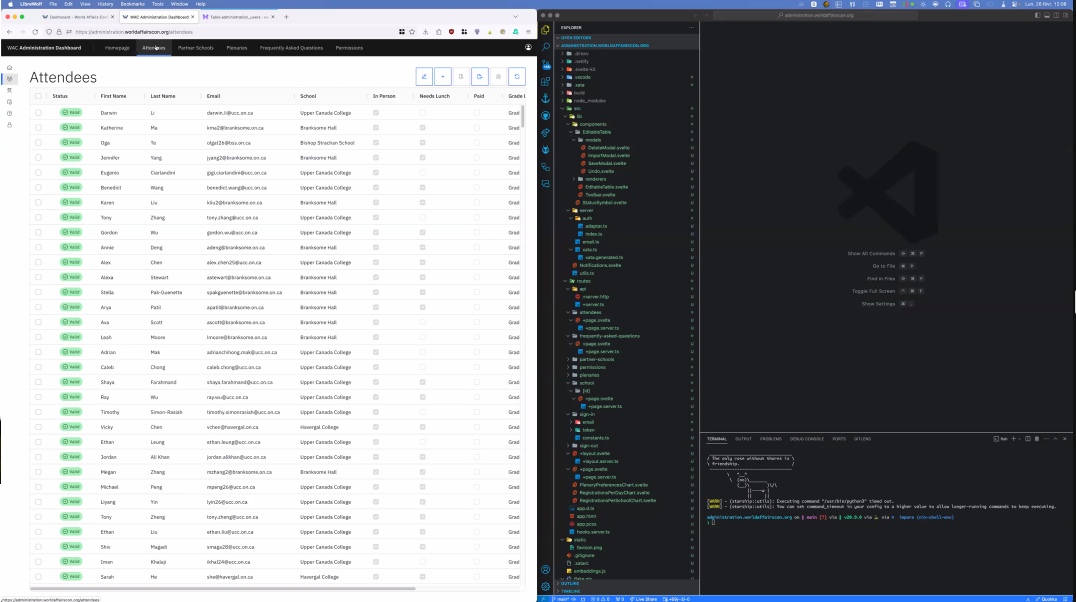 LibreWolf File Edit View History Bookmarks Tools Window Help
Lun. 26 févr. à 12:08
Dashboard - World Affairs Envir
WAC Administration Dashboard
Table administration_users
https://administration.worldaffairscon.org/attendees
administration.worldaffairscon.org
WAC Administration Dashboard
Homepage
Attendees
Partner Schools
Plenaries
Frequently Asked Questions
Permissions
Attendees
Status First Name Last Name Email School In Person Needs Lunch Paid Grade L
Valid Darwin Li darwin.li@ucc.on.ca Upper Canada College Grad
Valid Katherine Ma kma2@branksome.on.ca Branksome Hall Grad
Valid Oga Te olga126@bss.on.ca Bishop Strachan School Grad
Valid Jennifer Yang jyang2@branksome.on.ca Branksome Hall Grad
Valid Eugenio Ciarlandini gigi.ciarlandini@ucc.on.ca Upper Canada College Grad
Valid Benedict Wang benedict.wang@ucc.on.ca Upper Canada College Grad
Valid Karen Liu kliu2@branksome.on.ca Branksome Hall Grad
Valid Tony Zhang tony.zhang@ucc.on.ca Upper Canada College Grad
Valid Gordon Wu gordon.wu@branksome.on.ca Branksome Hall Grad
Valid Annie Deng adeng@branksome.on.ca Branksome Hall Grad
Valid Alex Chen alex.chen25@ucc.on.ca Upper Canada College Grad
Valid Alexa Stewart astewart@branksome.on.ca Branksome Hall Grad
Valid Stella Pak-Guenette spakguenette@branksome.on.ca Branksome Hall Grad
Valid Arya Patil apatil@branksome.on.ca Branksome Hall Grad
Valid Ava Scott ascott@branksome.on.ca Branksome Hall Grad
Valid Leah Moore lmoore@branksome.on.ca Branksome Hall Grad
Valid Adrian Mak adrianchihong.mak@ucc.on.ca Upper Canada College Grad
Valid Caleb Chong caleb.chong@ucc.on.ca Upper Canada College Grad
Valid Shaya Farahmand shaya.farahmand@ucc.on.ca Upper Canada College Grad
Valid Ray Wu ray.wu@ucc.on.ca Upper Canada College Grad
Valid Timothy Simon-Rasiah timothy.simonrasiah@ucc.on.ca Upper Canada College Grad
Valid Vicky Chen vchen@havergal.on.ca Havergal College Grad
Valid Ethan Leung ethan.leung@ucc.on.ca Upper Canada College Grad
Valid Jordan Ali Khan jordan.alikhan@ucc.on.ca Upper Canada College Grad
Valid Megan Zhang mzhang2@branksome.on.ca Branksome Hall Grad
Valid Michael Peng mpeng26@ucc.on.ca Upper Canada College Grad
Valid Liyang Yin lyin26@ucc.on.ca Upper Canada College Grad
Valid Tony Zheng tzheng@ucc.on.ca Upper Canada College Grad
Valid Ethan Liu ethan.liu@ucc.on.ca Upper Canada College Grad
Valid Shiv Magadi smaga28@ucc.on.ca Upper Canada College Grad
Valid Iman Khalaji ikhal24@ucc.on.ca Upper Canada College Grad
Valid Sarah He she@havergal.on.ca Havergal College Grad
https://administration.worldaffairscon.org/attendees
EXPLORER
OPEN EDITORS
ADMINISTRATION.WORLDAFFAIRSCON.ORG
.direnv
.netlify
.svelte-kit
.vscode
.xata
build
node_modules
src
lib
components
EditableTable
modals
DeleteModal.svelte
ImportModal.svelte
SaveModal.svelte
Undo.svelte
renderers
EditableTable.svelte
Toolbar.svelte
StatusSymbol.svelte
server
auth
adaptor.ts
index.ts
email.ts
xata.ts
xata.generated.ts
Notifications.svelte
utils.ts
routes
api
+server.http
+server.ts
attendees
+page.svelte
+page.server.ts
frequently-asked-questions
+page.svelte
+page.server.ts
partner-schools
permissions
plenaries
school
[id]
+page.svelte
+page.server.ts
sign-in
email
token
constants.ts
sign-out
+layout.svelte
+layout.server.ts
+page.svelte
+page.server.ts
PlenaryPreferencesChart.svelte
RegistrationsPerDayChart.svelte
RegistrationsPerSchoolChart.svelte
app.d.ts
app.html
app.pcss
hooks.server.ts
static
favicon.png
.gitignore
.xatarc
embeddings.js
OUTLINE
TIMELINE
Show All Commands
Go to File
Find in Files
Toggle Full Screen
Show Settings
TERMINAL OUTPUT PROBLEMS DEBUG CONSOLE PORTS GITLENS
fish
/ The only rose without thorns is \
\ friendship. /
[WARN] - (starship::utils): Executing command "/usr/bin/python3" timed out.
[WARN] - (starship::utils): You can set command_timeout in your config to a higher value to allow longer-running commands to keep executing.
administration.worldaffairscon.org on main [?] via v20.9.0 via impure (nix-shell-env)
main* Live Share Quokka